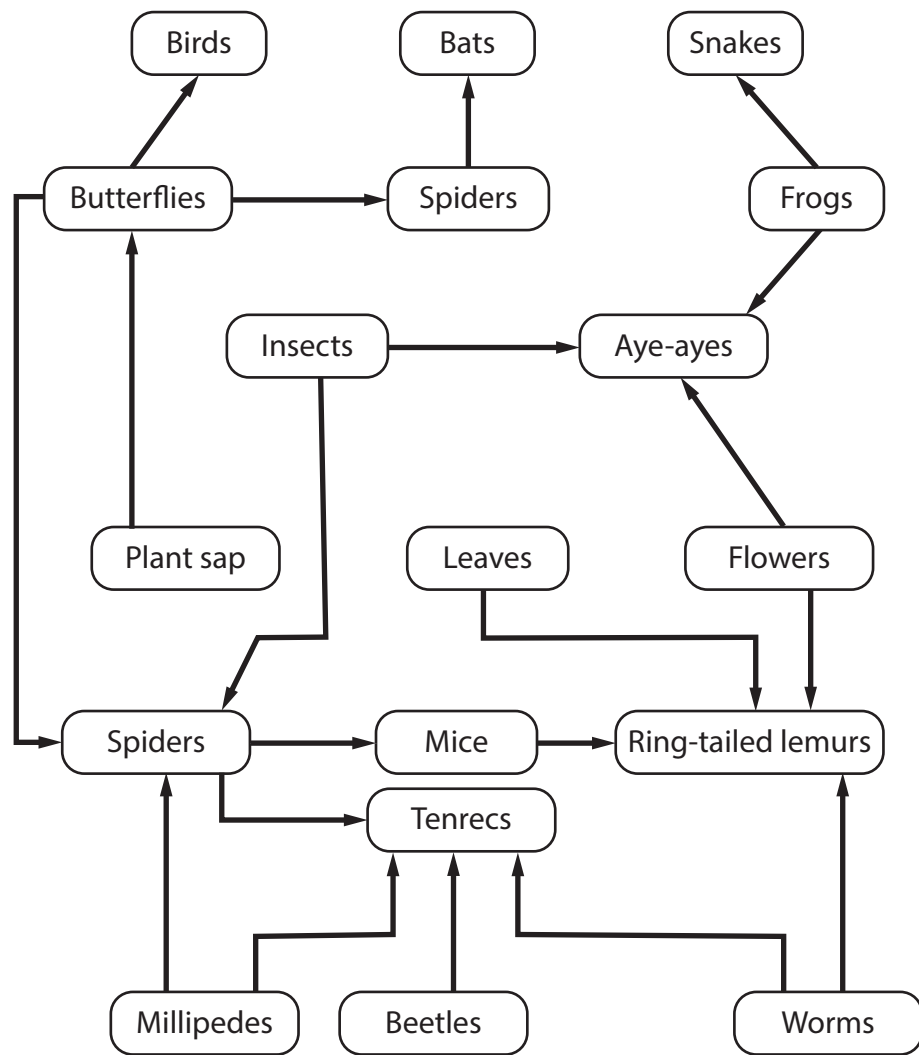 Birds
Bats
Snakes
Butterflies
Spiders
Frogs
Insects
Aye-ayes
Plant sap
Leaves
Flowers
Spiders
Mice
Ring-tailed lemurs
Tenrecs
Millipedes
Beetles
Worms